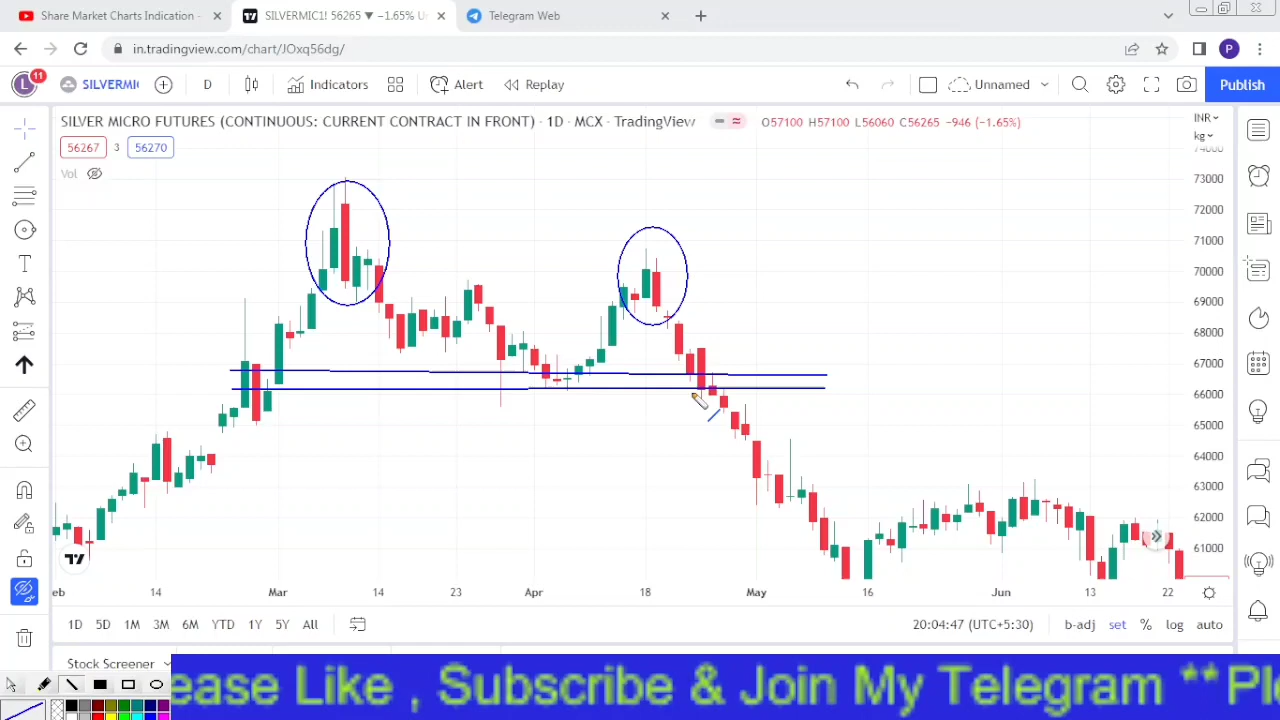 Share Market Charts Indication -
SILVERMIC1! 56265 ▼ −1.65% U
Telegram Web
in.tradingview.com/chart/JOxq56dg/
P
L 11 SILVERMI D Indicators Alert Replay Unnamed Publish
SILVER MICRO FUTURES (CONTINUOUS: CURRENT CONTRACT IN FRONT) · 1D · MCX · TradingView O57100 H57100 L56060 C56265 −946 (−1.65%)
INR
kg
56267 3 56270
Vol
74000
73000
72000
71000
70000
69000
68000
67000
66000
65000
64000
63000
62000
61000
eb 14 Mar 14 23 Apr 18 May 16 Jun 13 22
1D 5D 1M 3M 6M YTD 1Y 5Y All 20:04:47 (UTC+5:30) b-adj set % log auto
Stock Screener
ease Like , Subscribe & Join My Telegram **Ple